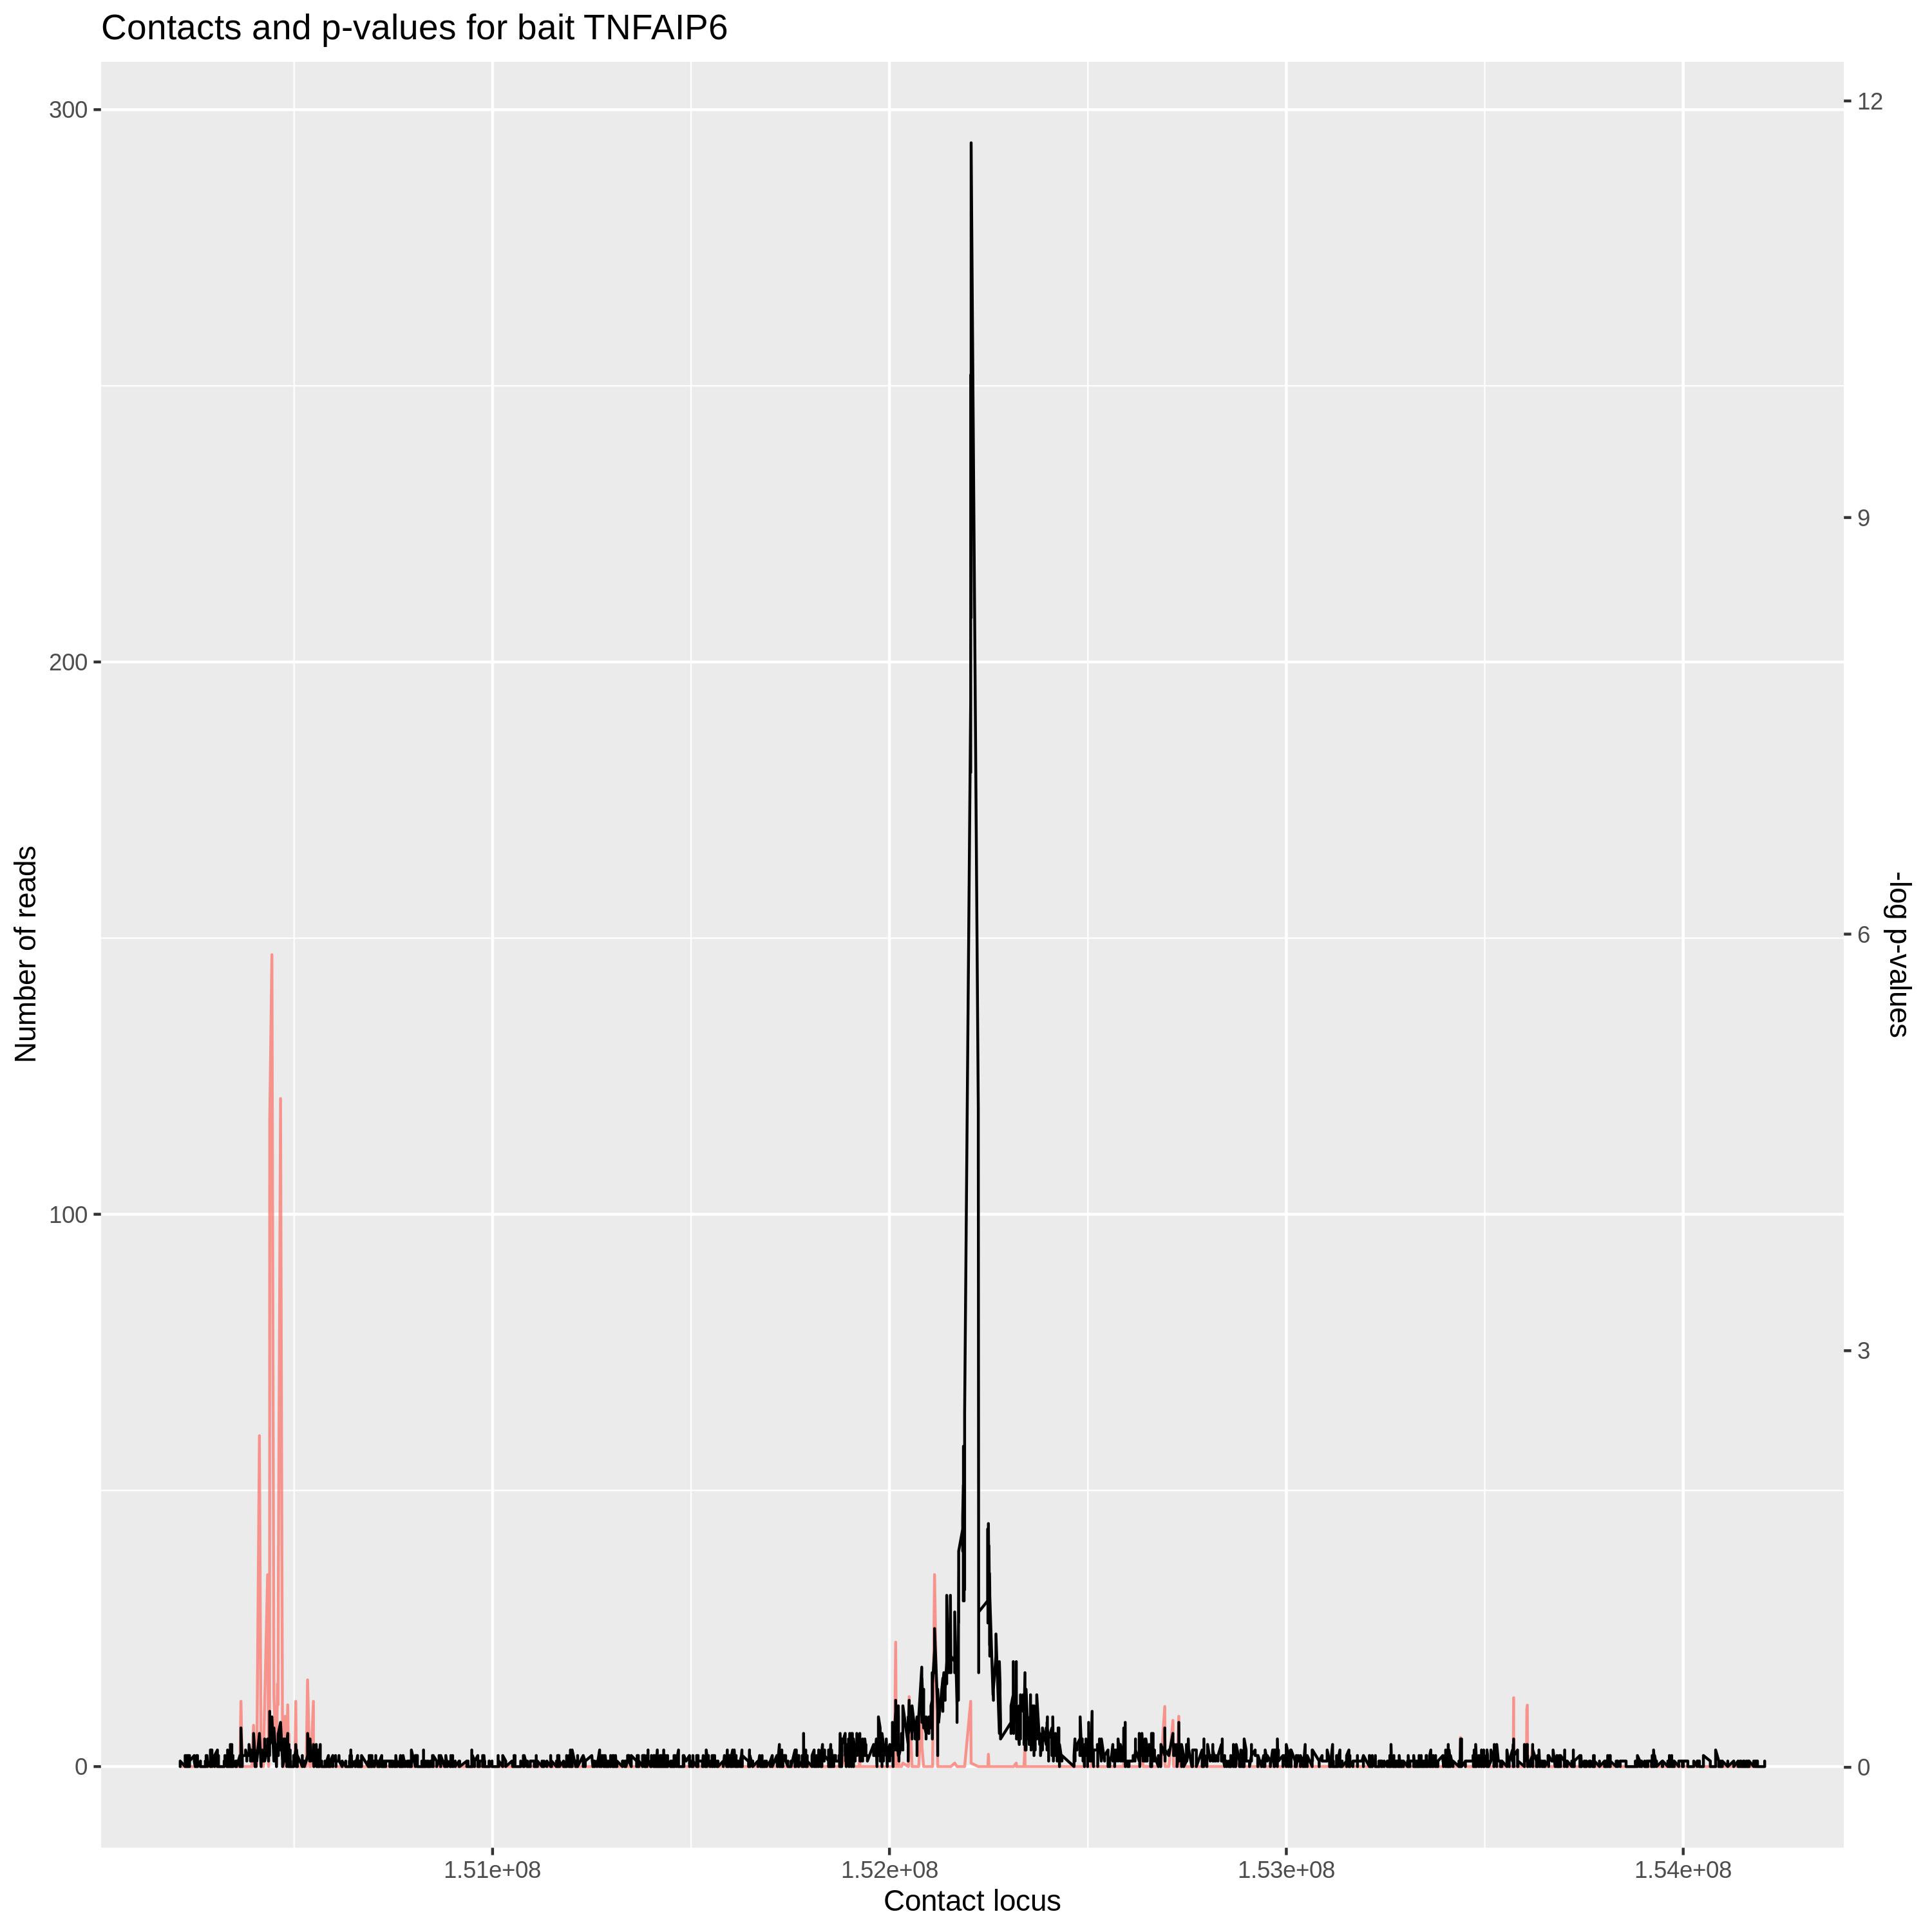 Contacts and p-values for bait TNFAIP6
300
200
100
0
12
9
6
3
0
Number of reads
-log p-values
1.51e+08
1.52e+08
1.53e+08
1.54e+08
Contact locus